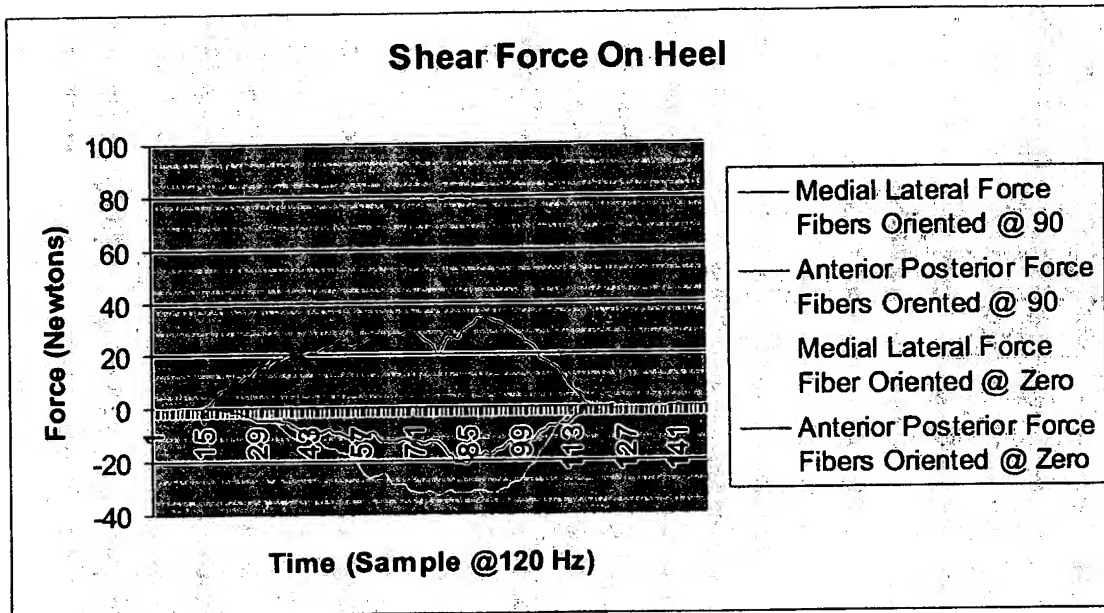 Shear Force On Heel
100
80
60
40
20
0
-20
-40
Force (Newtons)
15
29
43
57
71
85
99
113
127
141
Time (Sample @120 Hz)
Medial Lateral Force
Fibers Oriented @ 90
Anterior Posterior Force
Fibers Orented @ 90
Medial Lateral Force
Fiber Oriented @ Zero
Anterior Posterior Force
Fibers Oriented @ Zero